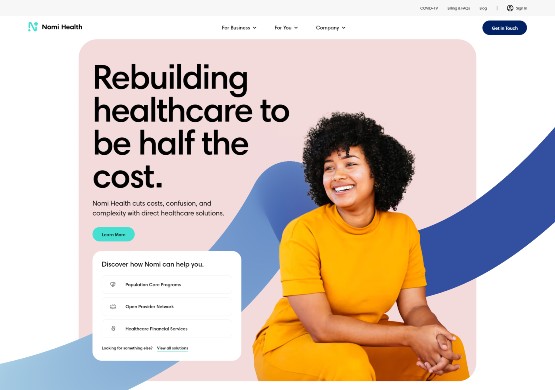 COVID-19 Billing & FAQs Blog | Sign In
Nomi Health For Business For You Company Get in Touch
Rebuilding
healthcare to
be half the
cost.
Nomi Health cuts costs, confusion, and
complexity with direct healthcare solutions.
Learn More
Discover how Nomi can help you.
Population Care Programs
Open Provider Network
Healthcare Financial Services
Looking for something else? View all solutions